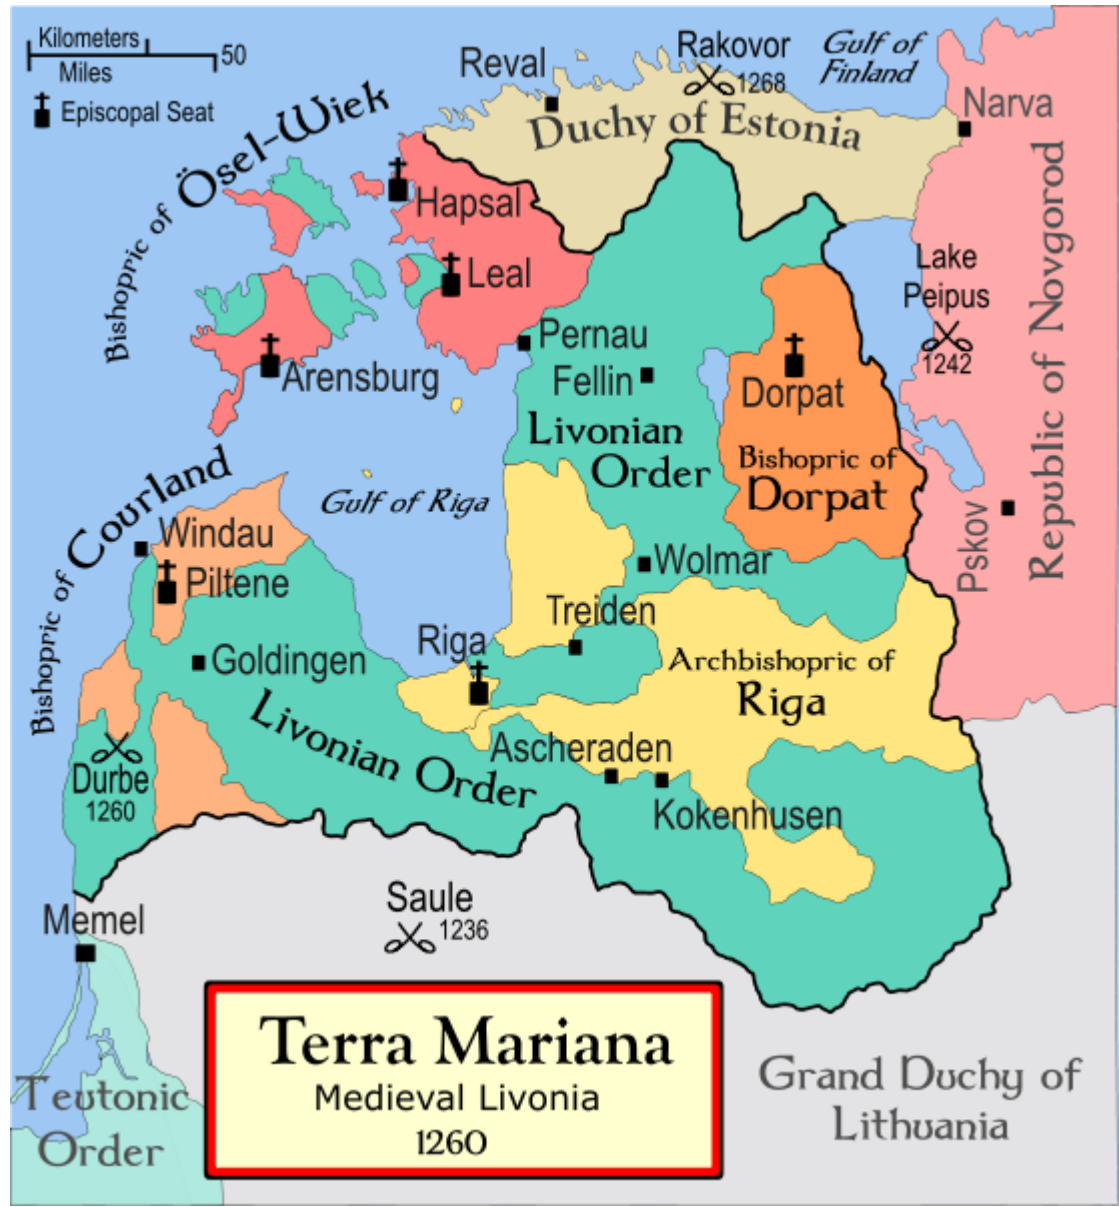 Kilometers
50
Miles
Episcopal Seat
Bishopric of Ösel-Wiek
Reval
Rakovor
1268
Gulf of
Finland
Narva
Duchy of Estonia
Hapsal
Leal
Arensburg
Pernau
Fellin
Lake
Peipus
1242
Republic of Novgorod
Dorpat
Livonian
Order
Bishopric of
Dorpat
Pskov
Gulf of Riga
Bishopric of Courland
Windau
Piltene
Goldingen
Wolmar
Treiden
Riga
Archbishopric of
Riga
Livonian Order
Ascheraden
Kokenhusen
Durbe
1260
Memel
Saule
1236
Teutonic
Order
Terra Mariana
Medieval Livonia
1260
Grand Duchy of
Lithuania